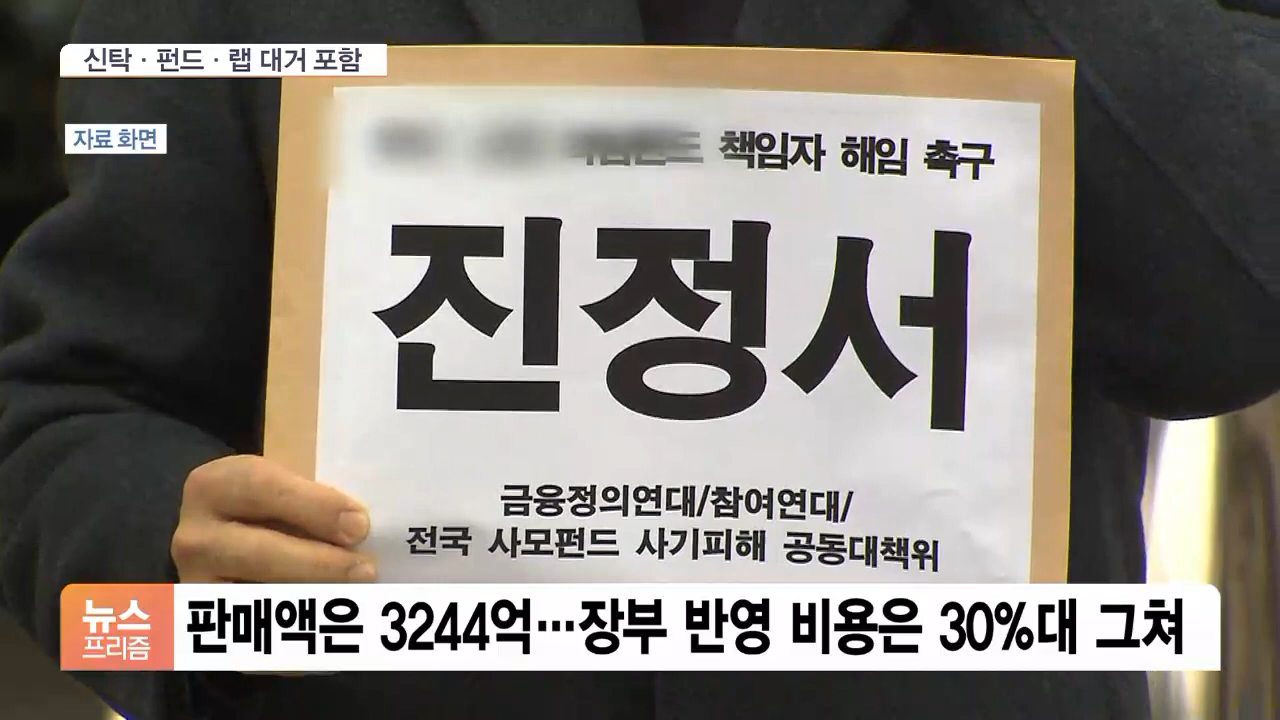 신탁·펀드·랩 대거 포함
자료 화면
책임자 해임 촉구
진정서
금융정의연대/참여연대/
전국 사모펀드 사기피해 공동대책위
뉴스
프리즘
판매액은 3244억…장부 반영 비용은 30%대 그쳐